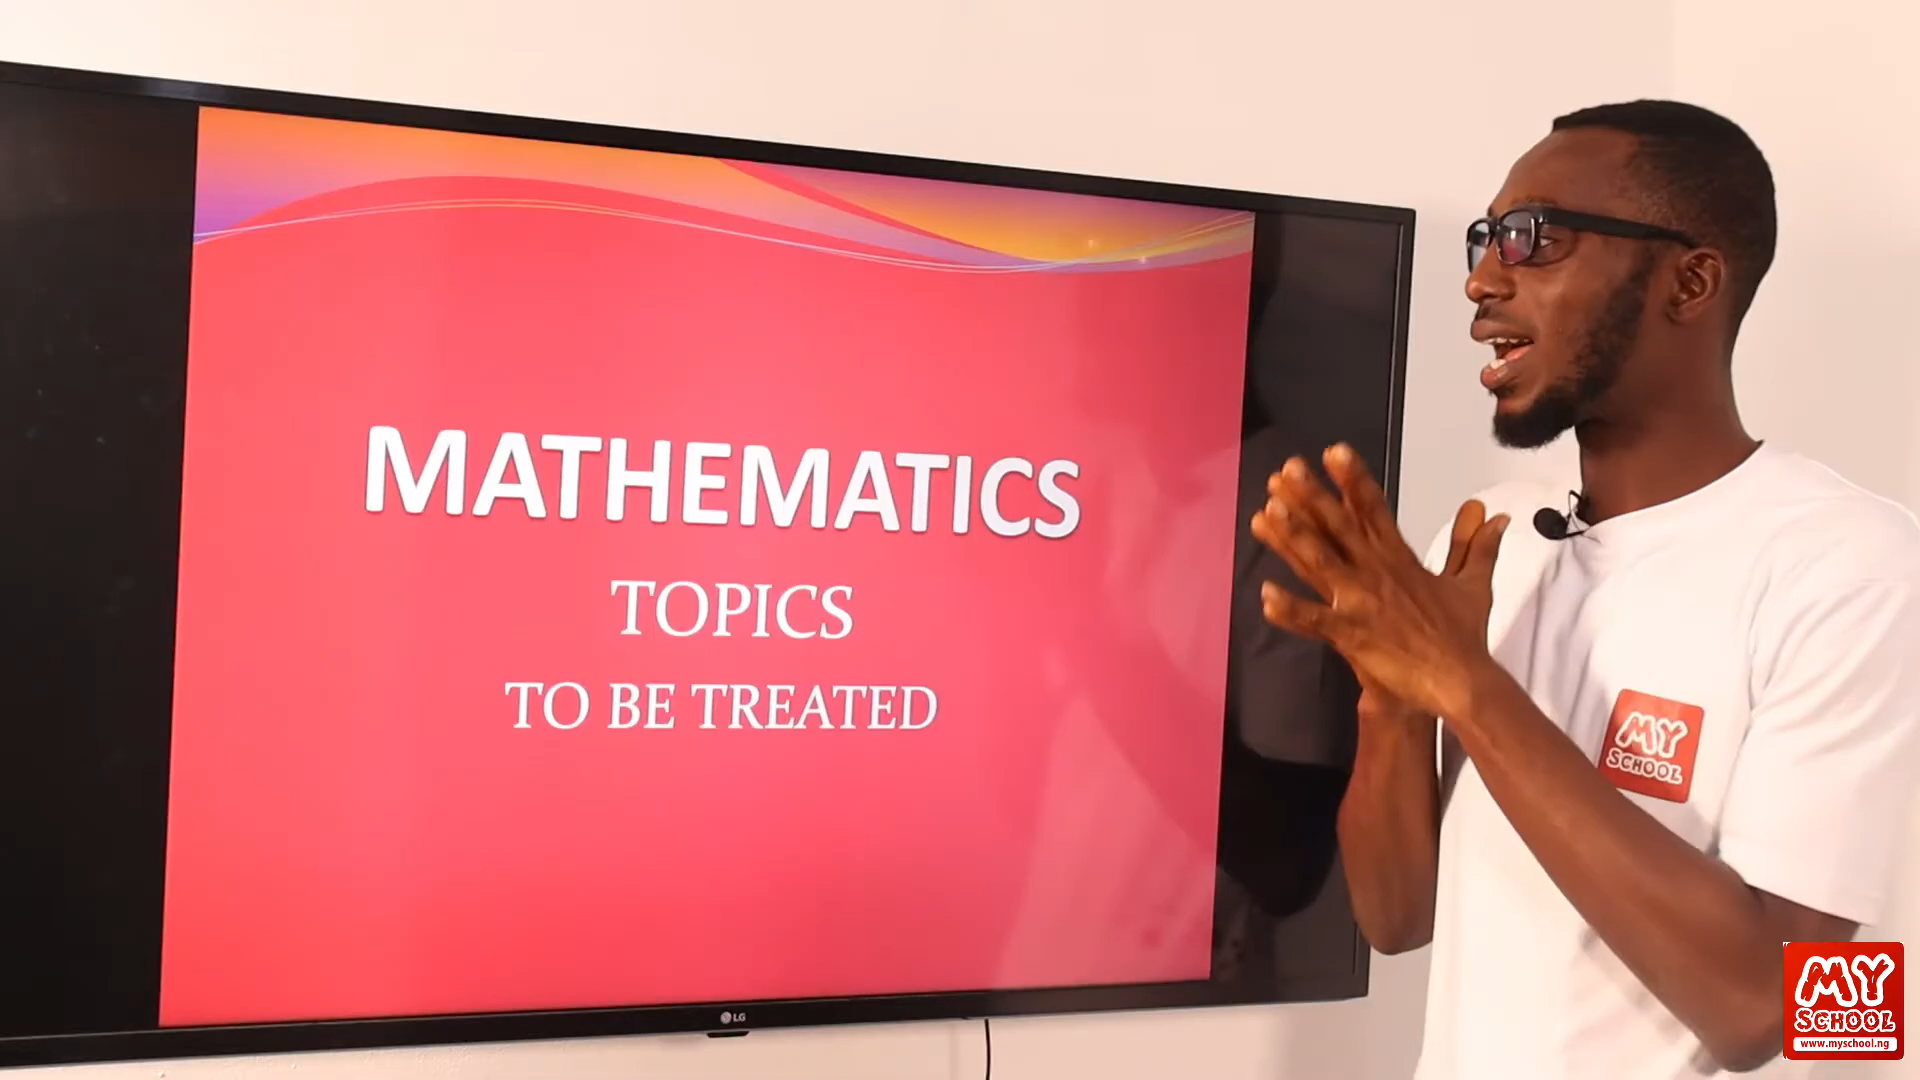 MATHEMATICS
TOPICS
TO BE TREATED
LG
MY
SCHOOL
MY
SCHOOL
www.myschool.ng